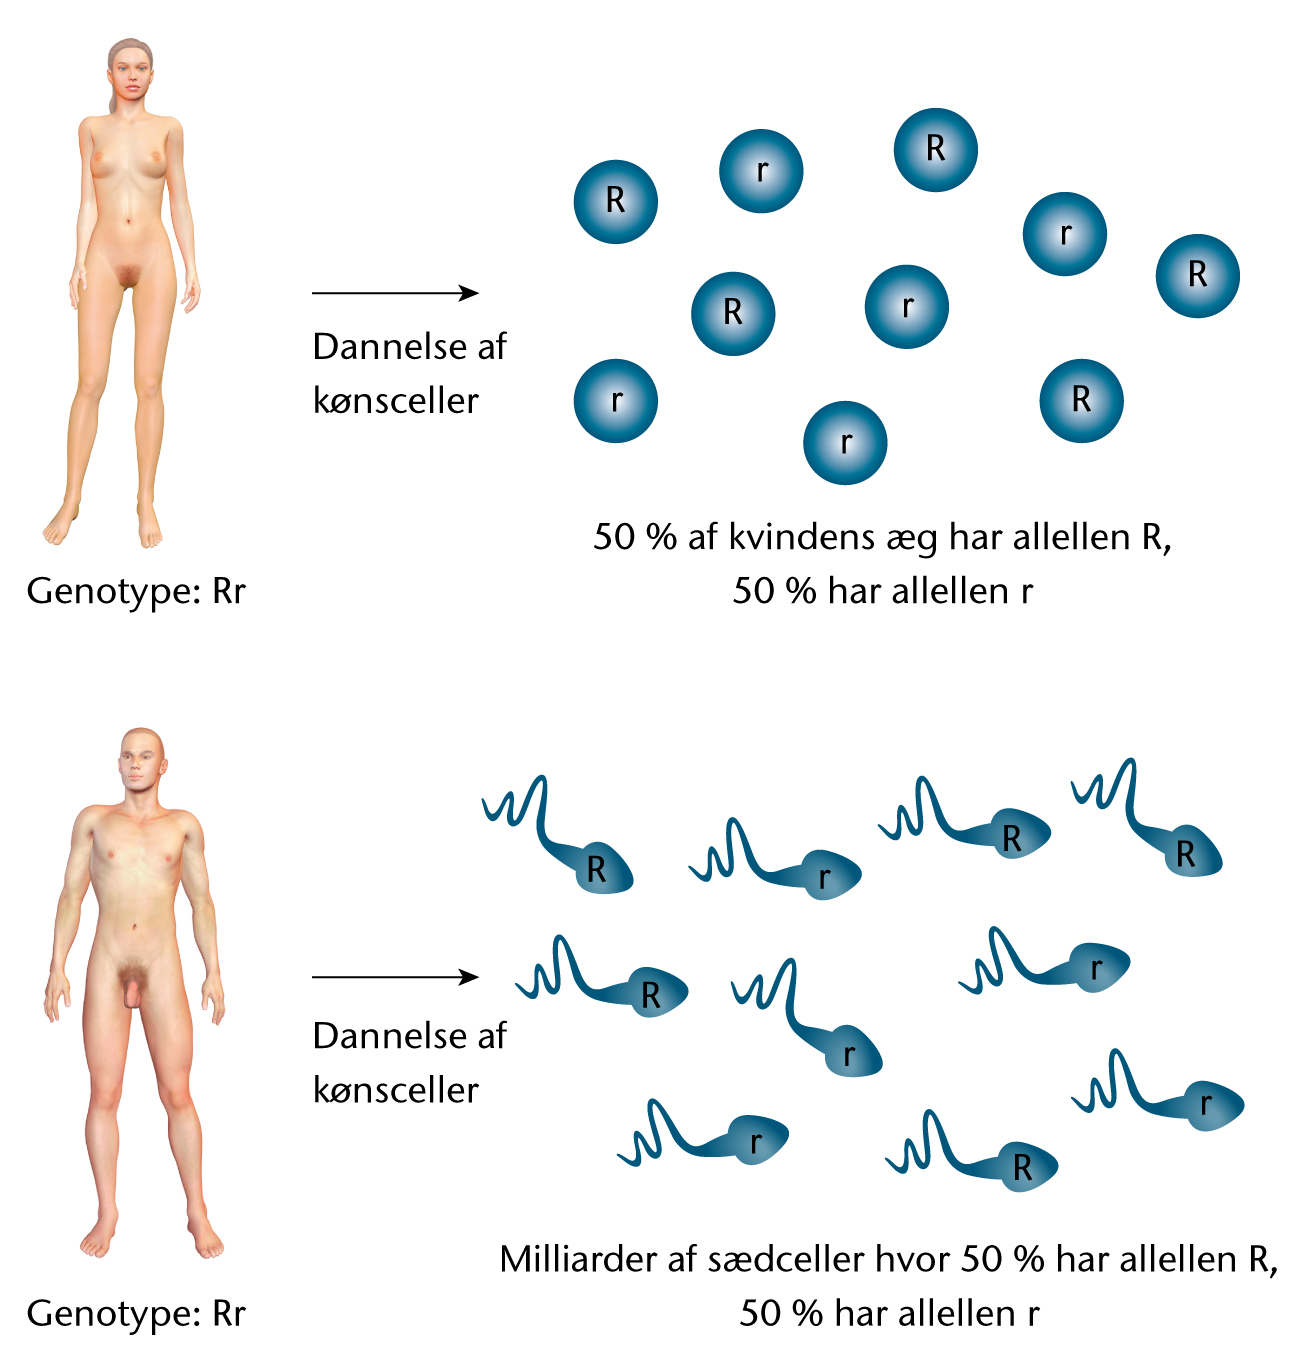 R
r
R
r
R
R
r
r
R
r
Dannelse af
kønsceller
50 % af kvindens æg har allellen R,
50 % har allellen r
Genotype: Rr
R
r
R
R
R
r
r
r
R
r
Dannelse af
kønsceller
Milliarder af sædceller hvor 50 % har allellen R,
50 % har allellen r
Genotype: Rr